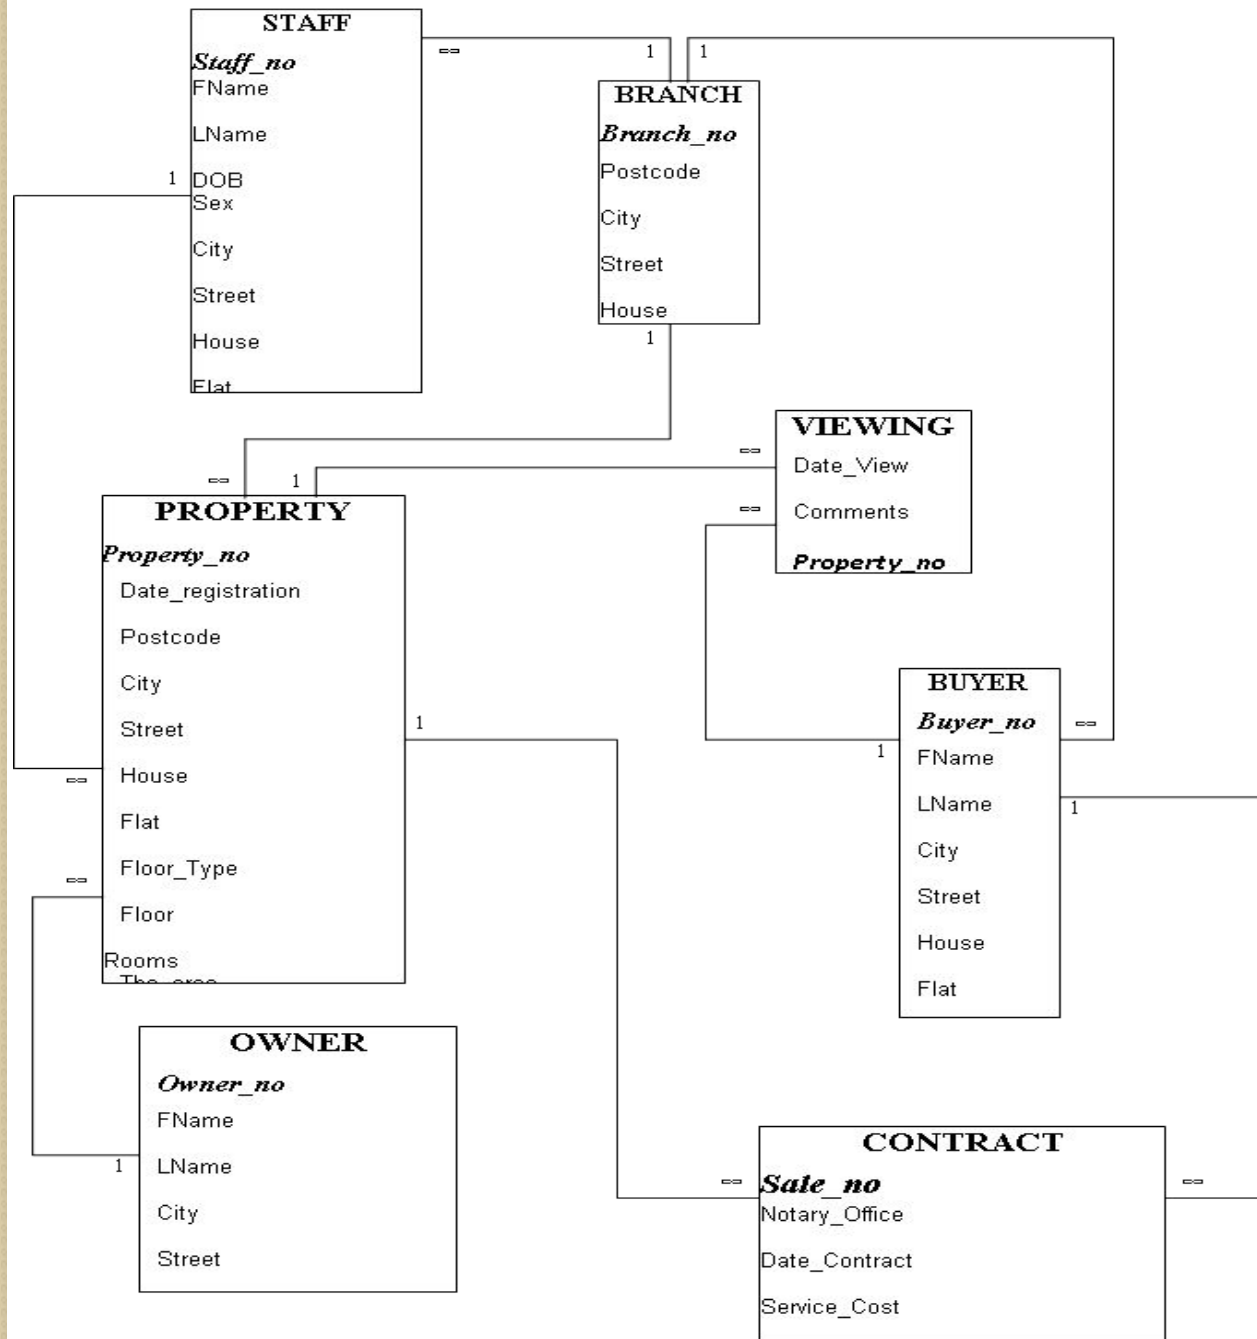 STAFF
Staff_no
FName
LName
DOB
Sex
City
Street
House
Flat
∞
1
1
BRANCH
Branch_no
Postcode
City
Street
House
1
1
VIEWING
Date_View
Comments
Property_no
∞
∞
∞
1
PROPERTY
Property_no
Date_registration
Postcode
City
Street
House
Flat
Floor_Type
Floor
Rooms
The area
1
∞
∞
BUYER
Buyer_no
FName
LName
City
Street
House
Flat
∞
1
1
OWNER
Owner_no
FName
LName
City
Street
1
CONTRACT
Sale_no
Notary_Office
Date_Contract
Service_Cost
∞
∞